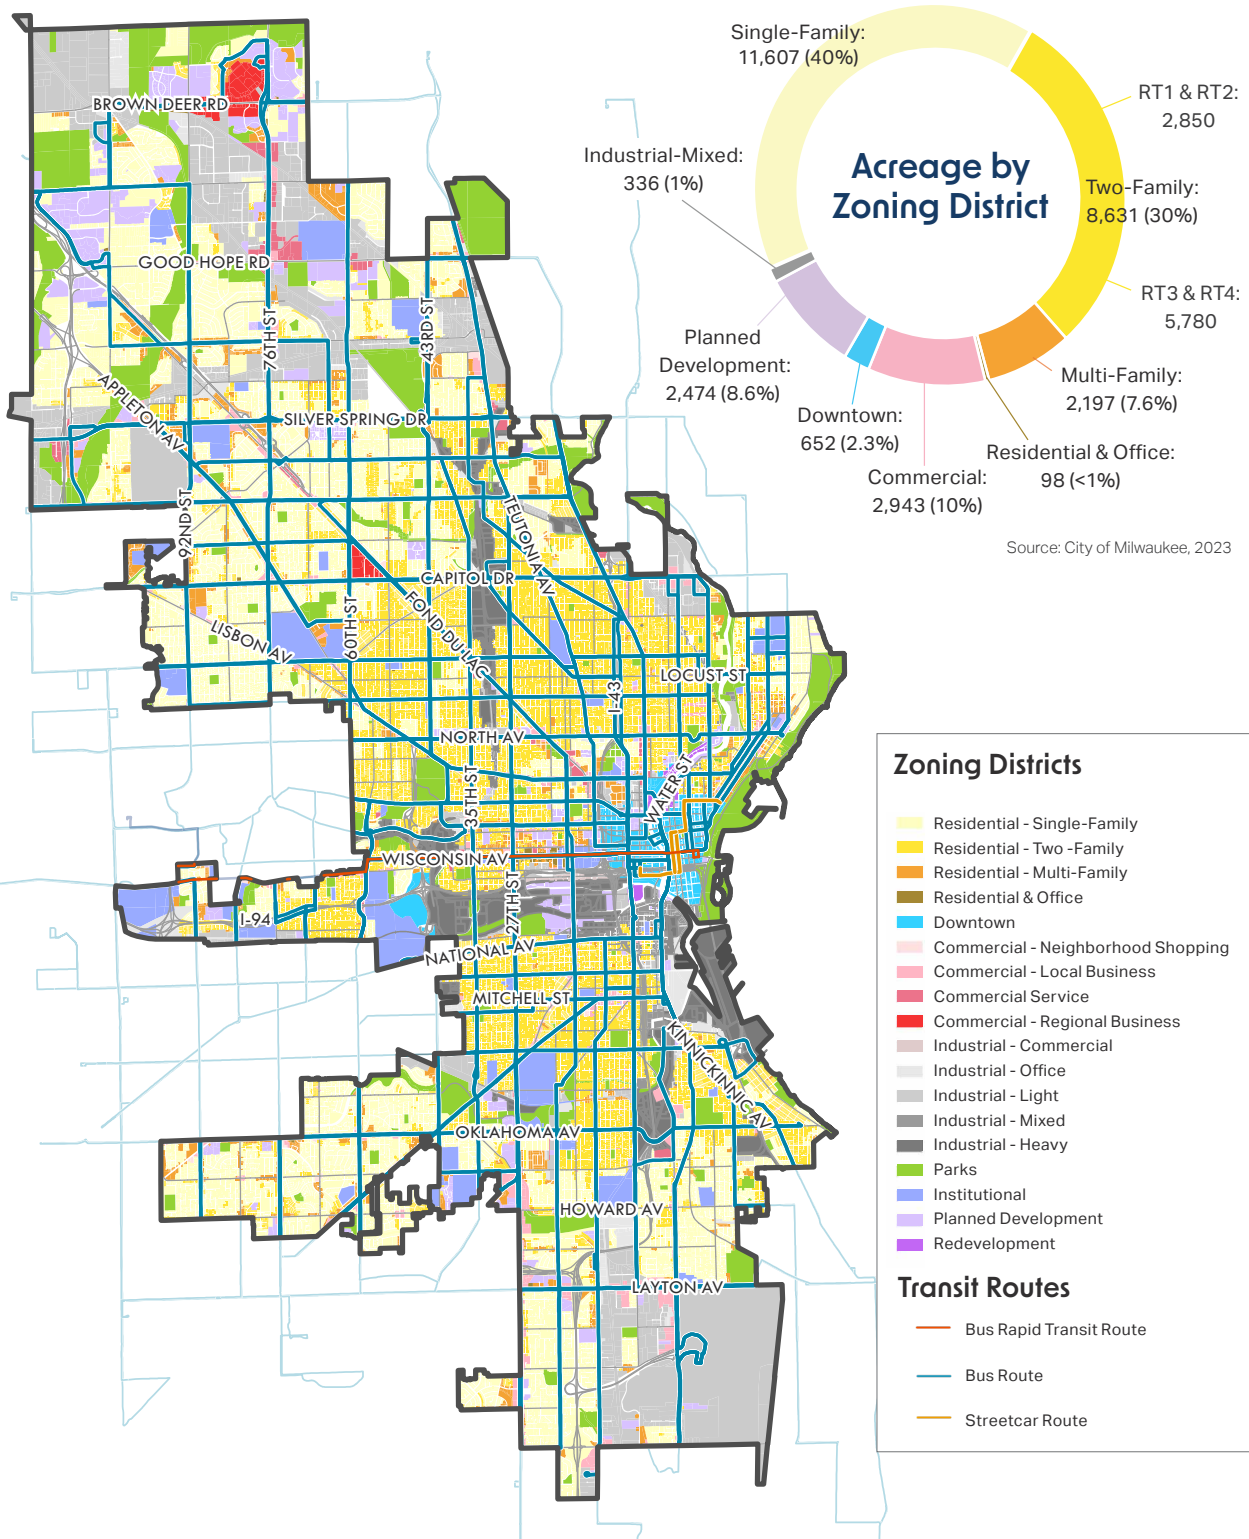 Single-Family:
11,607 (40%)
RT1 & RT2:
2,850
Industrial-Mixed:
336 (1%)
Acreage by
Zoning District
Two-Family:
8,631 (30%)
RT3 & RT4:
5,780
Planned
Development:
2,474 (8.6%)
Multi-Family:
2,197 (7.6%)
Downtown:
652 (2.3%)
Residential & Office:
98 (<1%)
Commercial:
2,943 (10%)
Source: City of Milwaukee, 2023
BROWN DEER RD
GOOD HOPE RD
76TH ST
43RD ST
APPLETON AV
SILVER SPRING DR
92ND ST
TEUTONIA AV
CAPITOL DR
60TH ST
FOND DU LAC
LISBON AV
LOCUST ST
I-43
NORTH AV
35TH ST
WATER ST
WISCONSIN AV
I-94
27TH ST
NATIONAL AV
MITCHELL ST
KINNICKINNIC AV
OKLAHOMA AV
HOWARD AV
LAYTON AV
Zoning Districts
Residential - Single-Family
Residential - Two -Family
Residential - Multi-Family
Residential & Office
Downtown
Commercial - Neighborhood Shopping
Commercial - Local Business
Commercial Service
Commercial - Regional Business
Industrial - Commercial
Industrial - Office
Industrial - Light
Industrial - Mixed
Industrial - Heavy
Parks
Institutional
Planned Development
Redevelopment
Transit Routes
Bus Rapid Transit Route
Bus Route
Streetcar Route